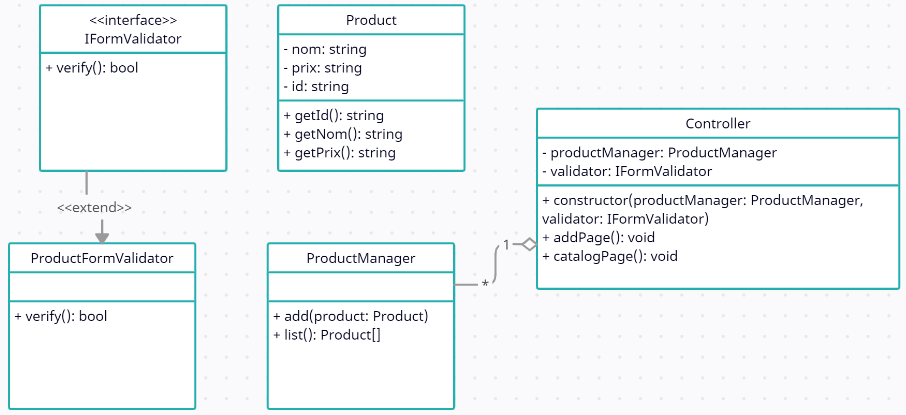 <<interface>>
IFormValidator
+ verify(): bool
<<extend>>
ProductFormValidator
+ verify(): bool
Product
- nom: string
- prix: string
- id: string
+ getId(): string
+ getNom(): string
+ getPrix(): string
ProductManager
+ add(product: Product)
+ list(): Product[]
*
1
Controller
- productManager: ProductManager
- validator: IFormValidator
+ constructor(productManager: ProductManager,
validator: IFormValidator)
+ addPage(): void
+ catalogPage(): void